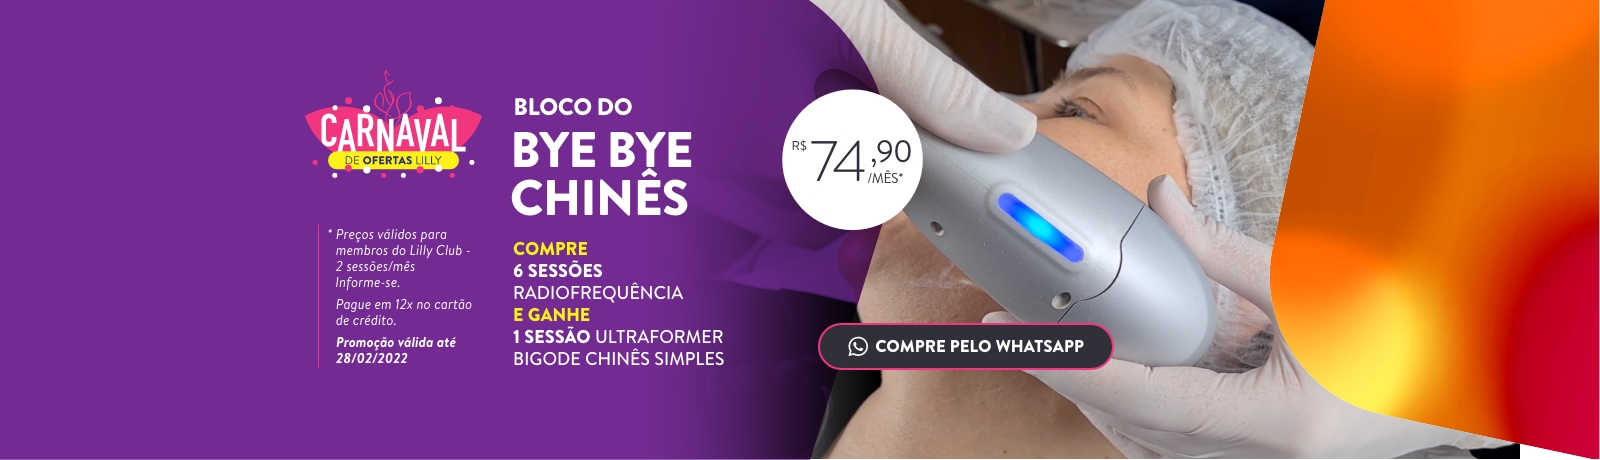 CARNAVAL
DE OFERTAS LILLY
* Preços válidos para
membros do Lilly Club -
2 sessões/mês
Informe-se.
Pague em 12x no cartão
de crédito.
Promoção válida até
28/02/2022
BLOCO DO
BYE BYE
CHINÊS
COMPRE
6 SESSÕES
RADIOFREQUÊNCIA
E GANHE
1 SESSÃO ULTRAFORMER
BIGODE CHINÊS SIMPLES
R$ 74,90
/MÊS*
COMPRE PELO WHATSAPP